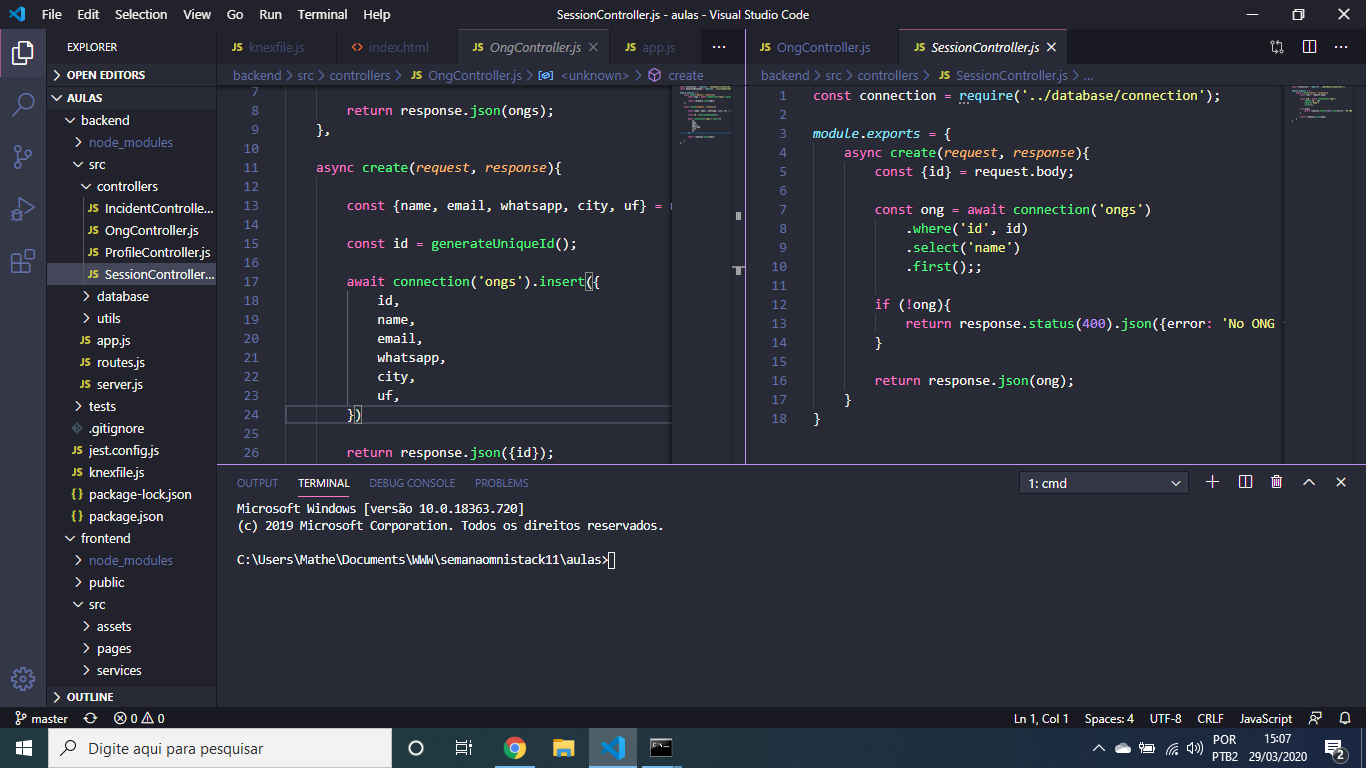 File Edit Selection View Go Run Terminal Help
SessionController.js - aulas - Visual Studio Code
EXPLORER
OPEN EDITORS
AULAS
backend
node_modules
src
controllers
JS IncidentControlle...
JS OngController.js
JS ProfileController.js
JS SessionController...
database
utils
JS app.js
JS routes.js
JS server.js
tests
.gitignore
JS jest.config.js
JS knexfile.js
{} package-lock.json
{} package.json
frontend
node_modules
public
src
assets
pages
services
OUTLINE
JS knexfile.js <> index.html JS OngController.js JS app.js ...
backend > src > controllers > JS OngController.js > <unknown> > create
7
8 return response.json(ongs);
9 },
10
11 async create(request, response){
12
13 const {name, email, whatsapp, city, uf} =
14
15 const id = generateUniqueId();
16
17 await connection('ongs').insert({
18 id,
19 name,
20 email,
21 whatsapp,
22 city,
23 uf,
24 })
25
26 return response.json({id});
JS OngController.js JS SessionController.js ...
backend > src > controllers > JS SessionController.js > ...
1 const connection = require('../database/connection');
2
3 module.exports = {
4 async create(request, response){
5 const {id} = request.body;
6
7 const ong = await connection('ongs')
8 .where('id', id)
9 .select('name')
10 .first();;
11
12 if (!ong){
13 return response.status(400).json({error: 'No ONG
14 }
15
16 return response.json(ong);
17 }
18 }
OUTPUT TERMINAL DEBUG CONSOLE PROBLEMS
1: cmd
Microsoft Windows [versão 10.0.18363.720]
(c) 2019 Microsoft Corporation. Todos os direitos reservados.
C:\Users\Mathe\Documents\WWW\semanaomnistack11\aulas>
master 0 0
Ln 1, Col 1 Spaces: 4 UTF-8 CRLF JavaScript
Digite aqui para pesquisar
POR
PTB2
15:07
29/03/2020
2